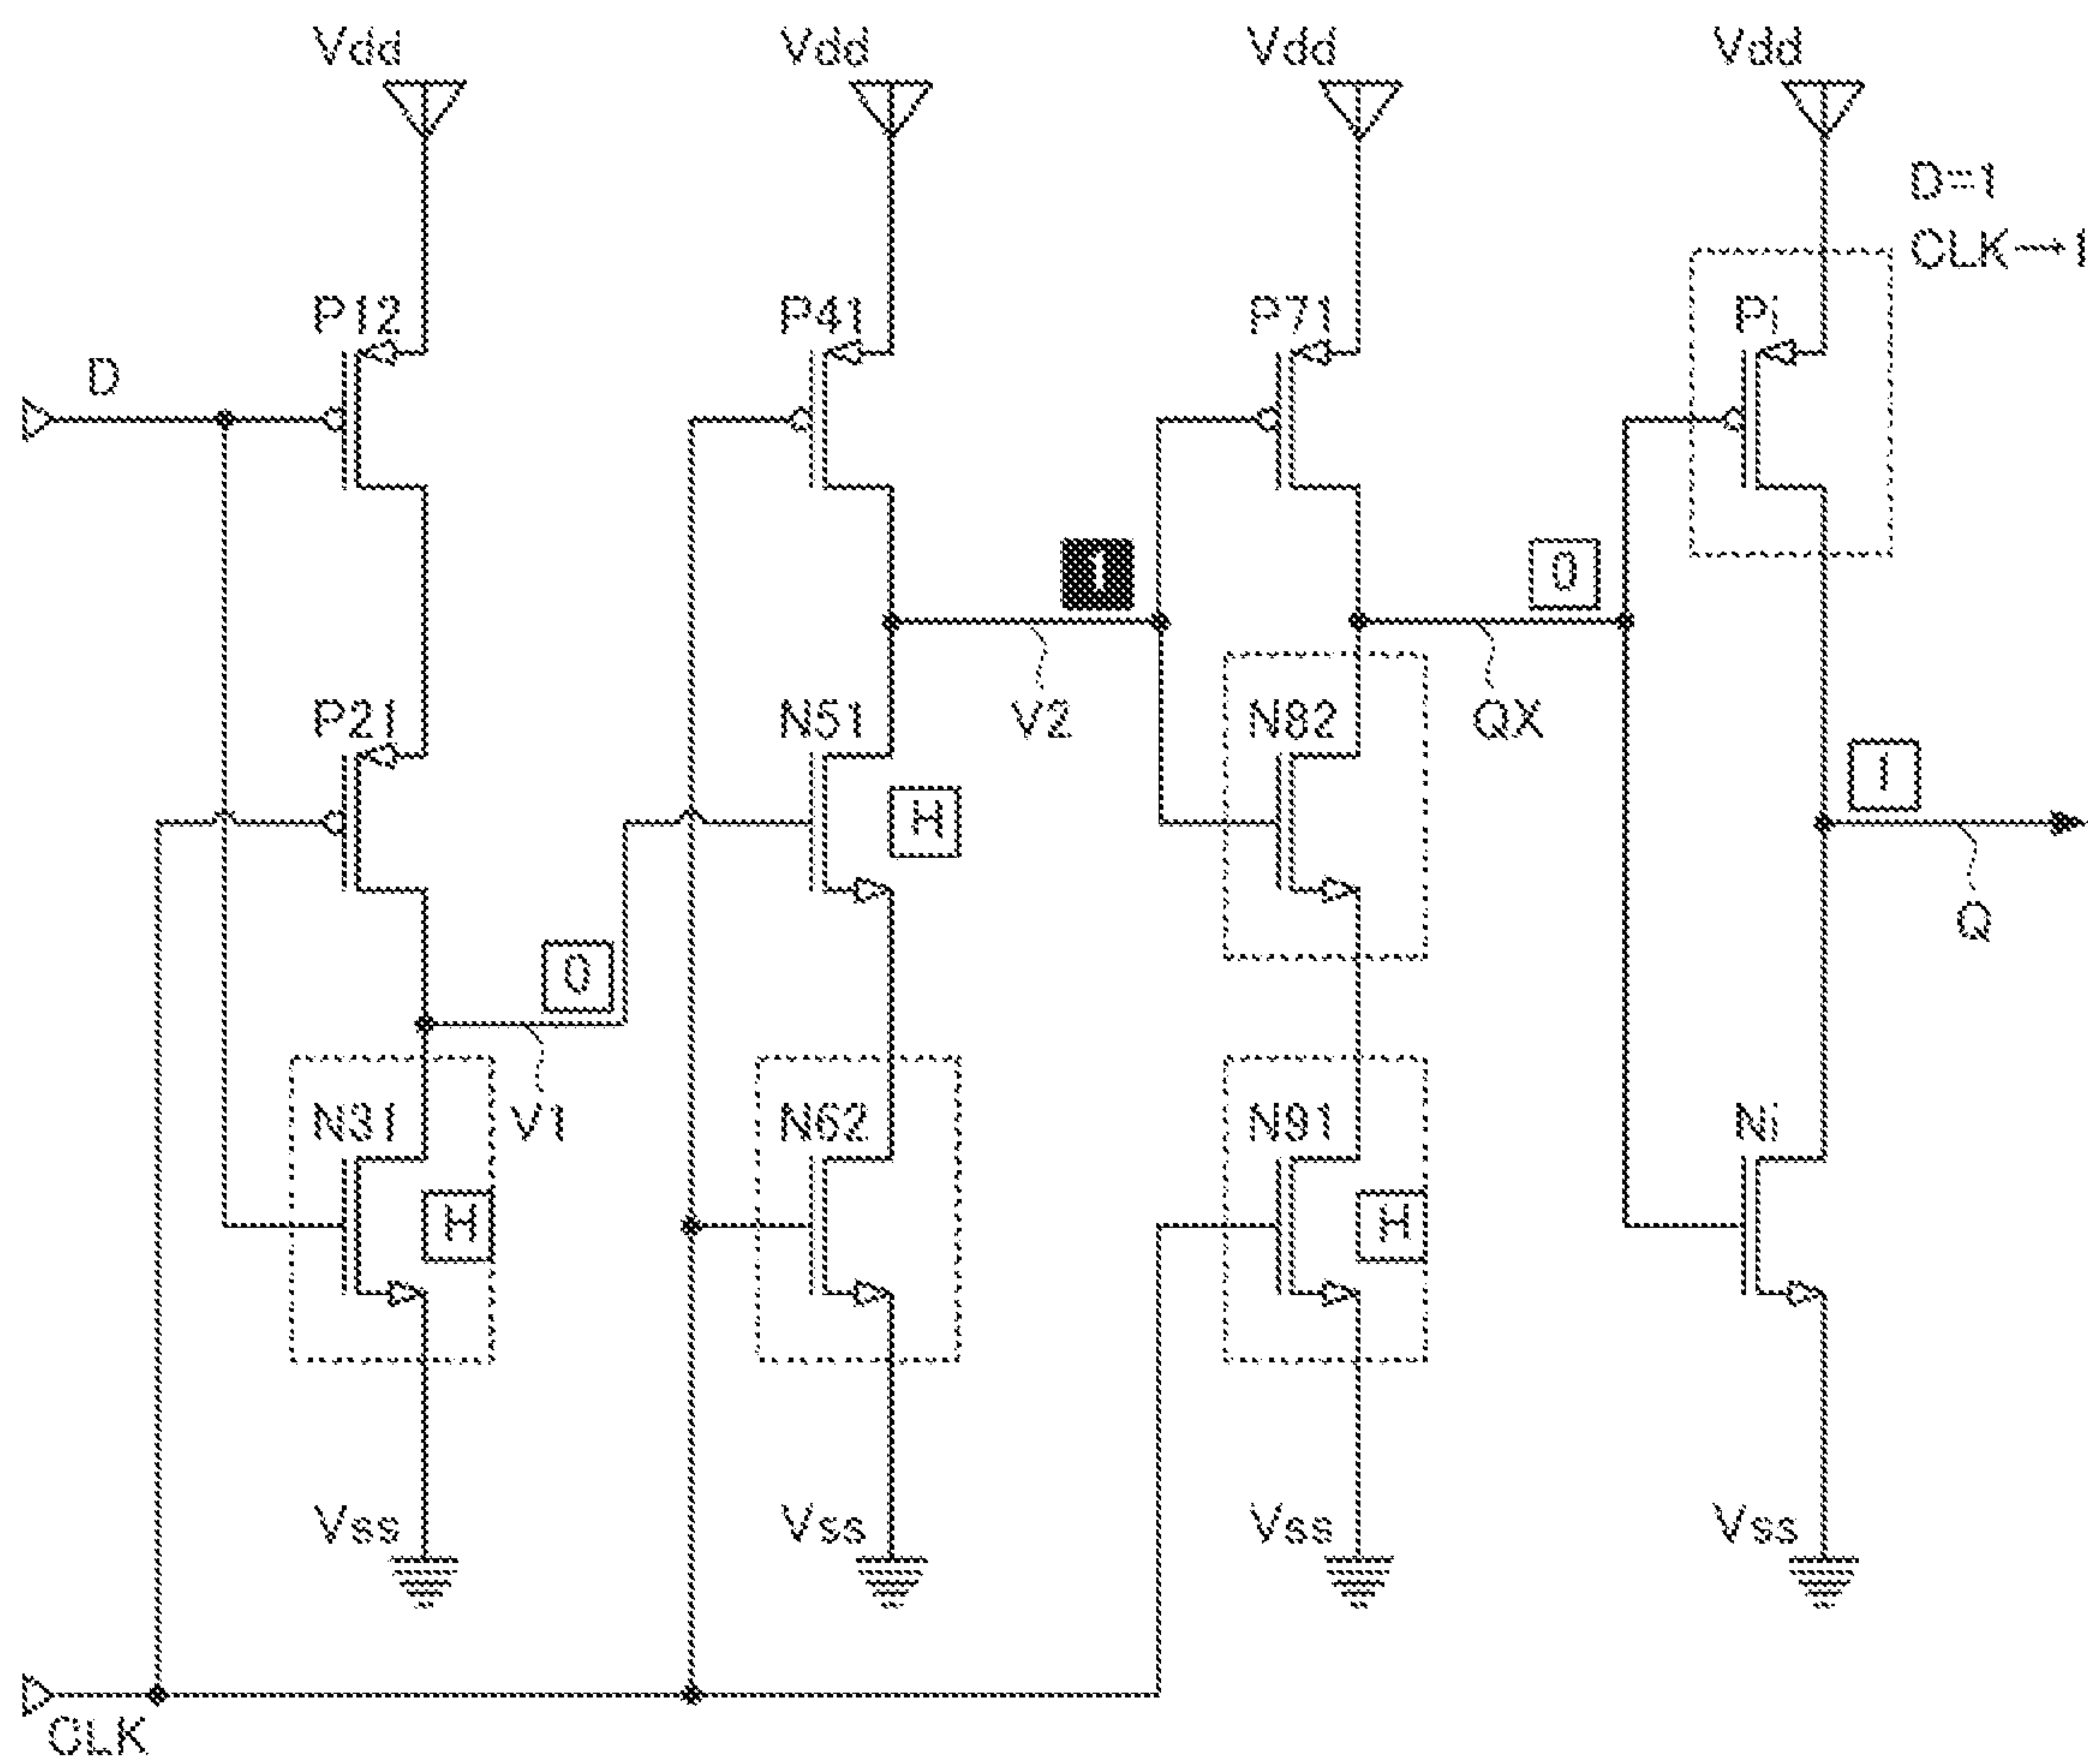 Vdd Vdd Vdd Vdd
D=1
CLK→1
P12 P41 P71 Pi
D
1 0
P21 N51 V2 N82 QX
1
H
Q
0
N31 V1 N62 N91 Ni
H H
Vss Vss Vss Vss
CLK